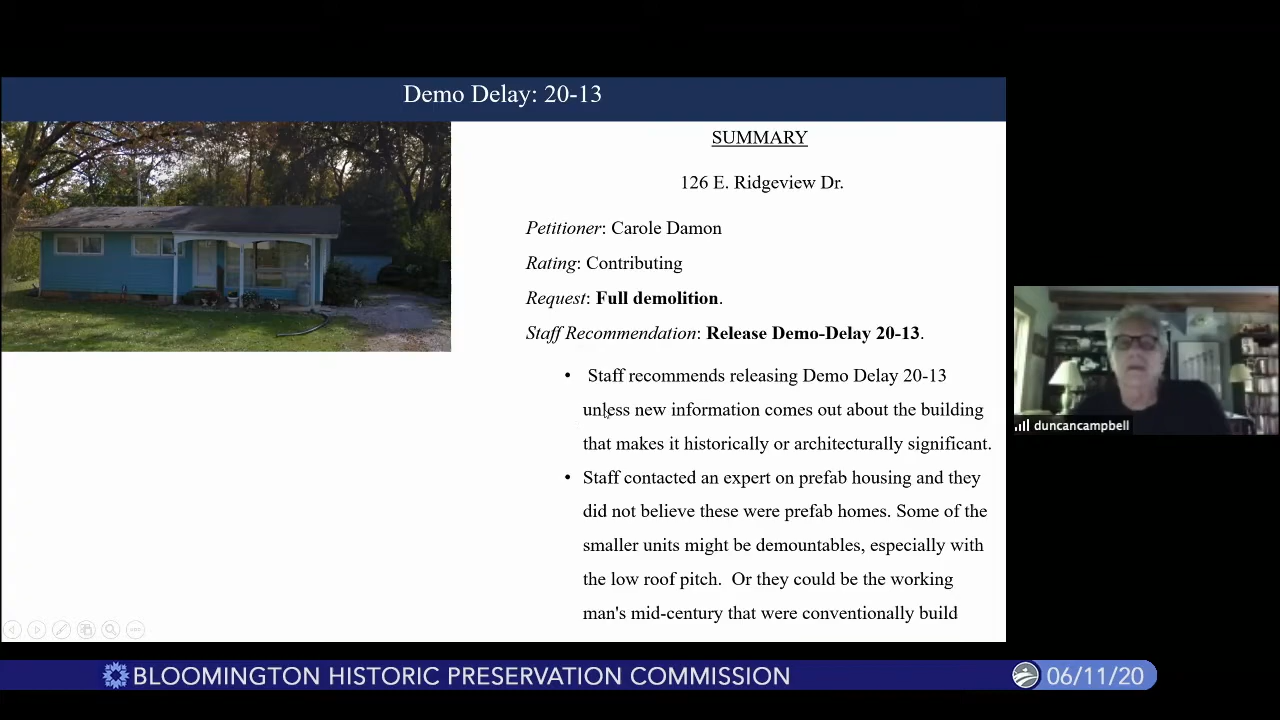 Demo Delay: 20-13
SUMMARY
126 E. Ridgeview Dr.
Petitioner: Carole Damon
Rating: Contributing
Request: Full demolition.
Staff Recommendation: Release Demo-Delay 20-13.
• Staff recommends releasing Demo Delay 20-13
unless new information comes out about the building
that makes it historically or architecturally significant.
• Staff contacted an expert on prefab housing and they
did not believe these were prefab homes. Some of the
smaller units might be demountables, especially with
the low roof pitch. Or they could be the working
man's mid-century that were conventionally build
duncancampbell
BLOOMINGTON HISTORIC PRESERVATION COMMISSION
06/11/20